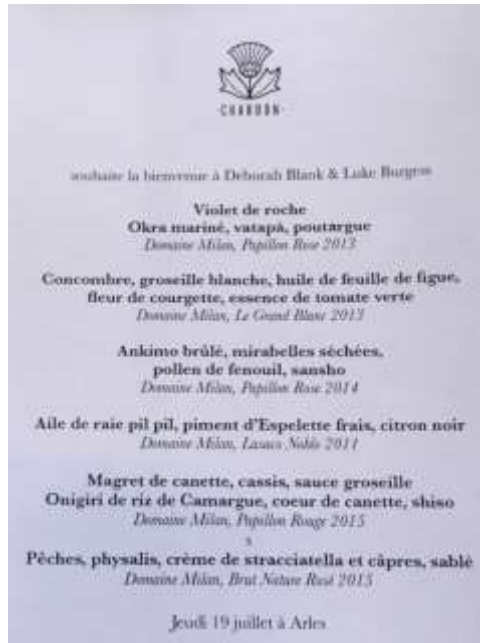 CHARDON
souhaite la bienvenue à Deborah Blank & Luke Burgess
Violet de roche
Okra mariné, vatapá, poutargue
Domaine Milan, Papillon Rose 2013
Concombre, groseille blanche, huile de feuille de figue,
fleur de courgette, essence de tomate verte
Domaine Milan, Le Grand Blanc 2013
Ankimo brûlé, mirabelles séchées,
pollen de fenouil, sansho
Domaine Milan, Papillon Rose 2014
Aile de raie pil pil, piment d'Espelette frais, citron noir
Domaine Milan, 2011
Magret de canette, cassis, sauce groseille
Onigiri de riz de Camargue, coeur de canette, shiso
Domaine Milan, Papillon Rouge 2015
s
Pêches, physalis, crème de stracciatella et câpres, sablé
Domaine Milan, Brut Nature Rosé 2015
Jeudi 19 juillet à Arles